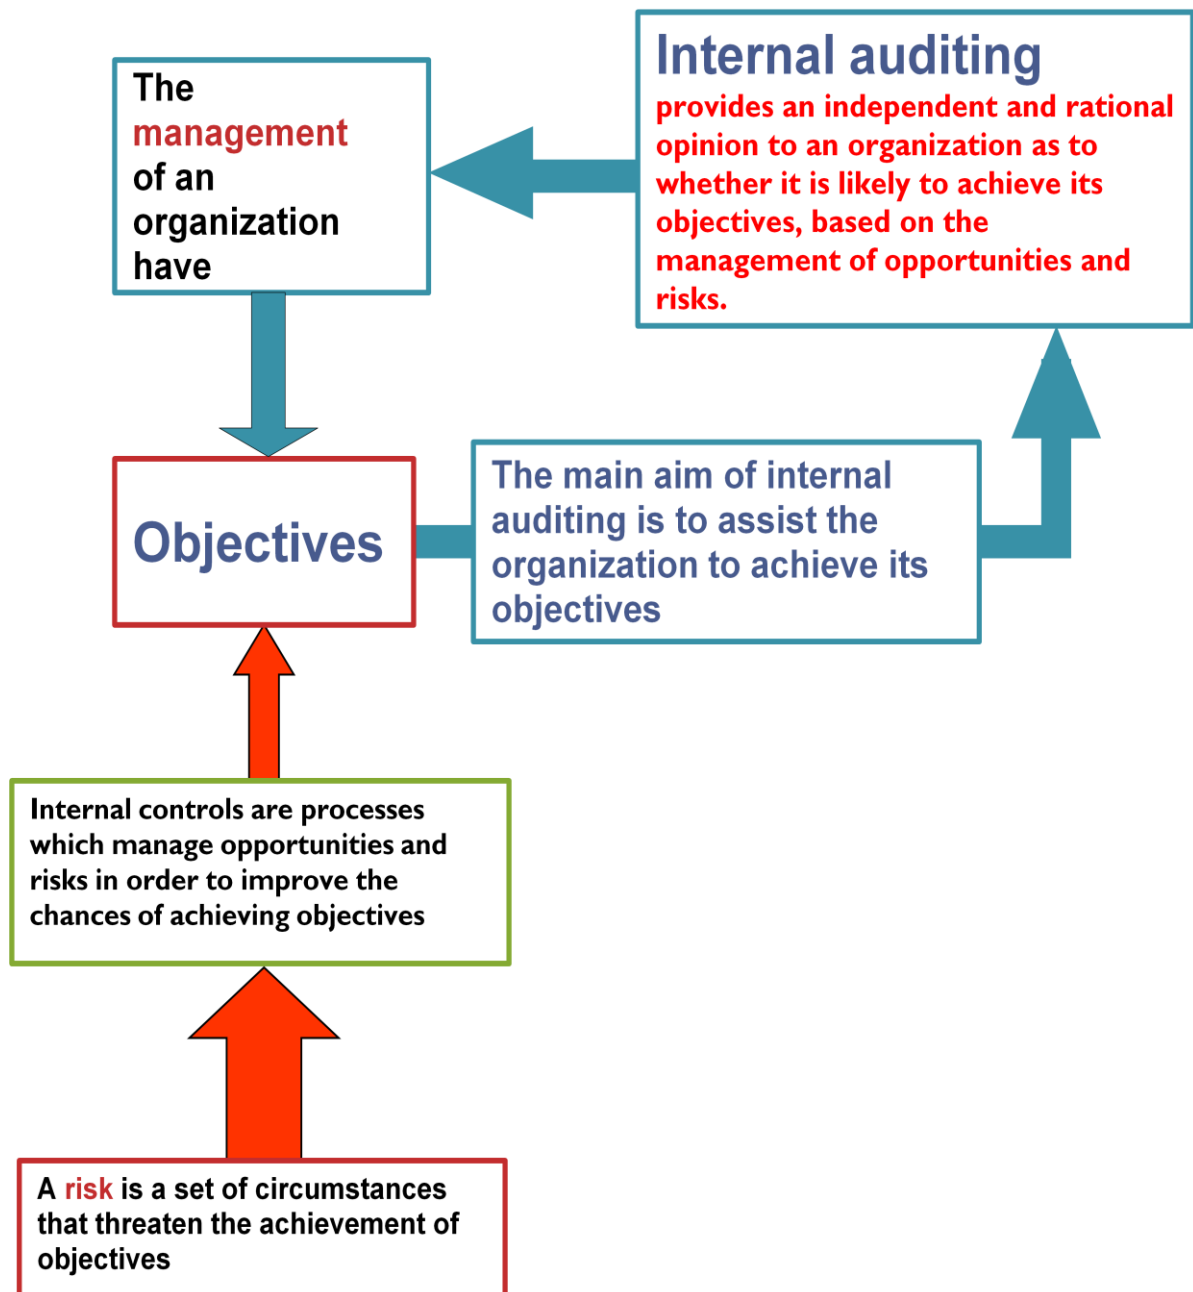 The
management
of an
organization
have
Internal auditing
provides an independent and rational
opinion to an organization as to
whether it is likely to achieve its
objectives, based on the
management of opportunities and
risks.
Objectives
The main aim of internal
auditing is to assist the
organization to achieve its
objectives
Internal controls are processes
which manage opportunities and
risks in order to improve the
chances of achieving objectives
A risk is a set of circumstances
that threaten the achievement of
objectives